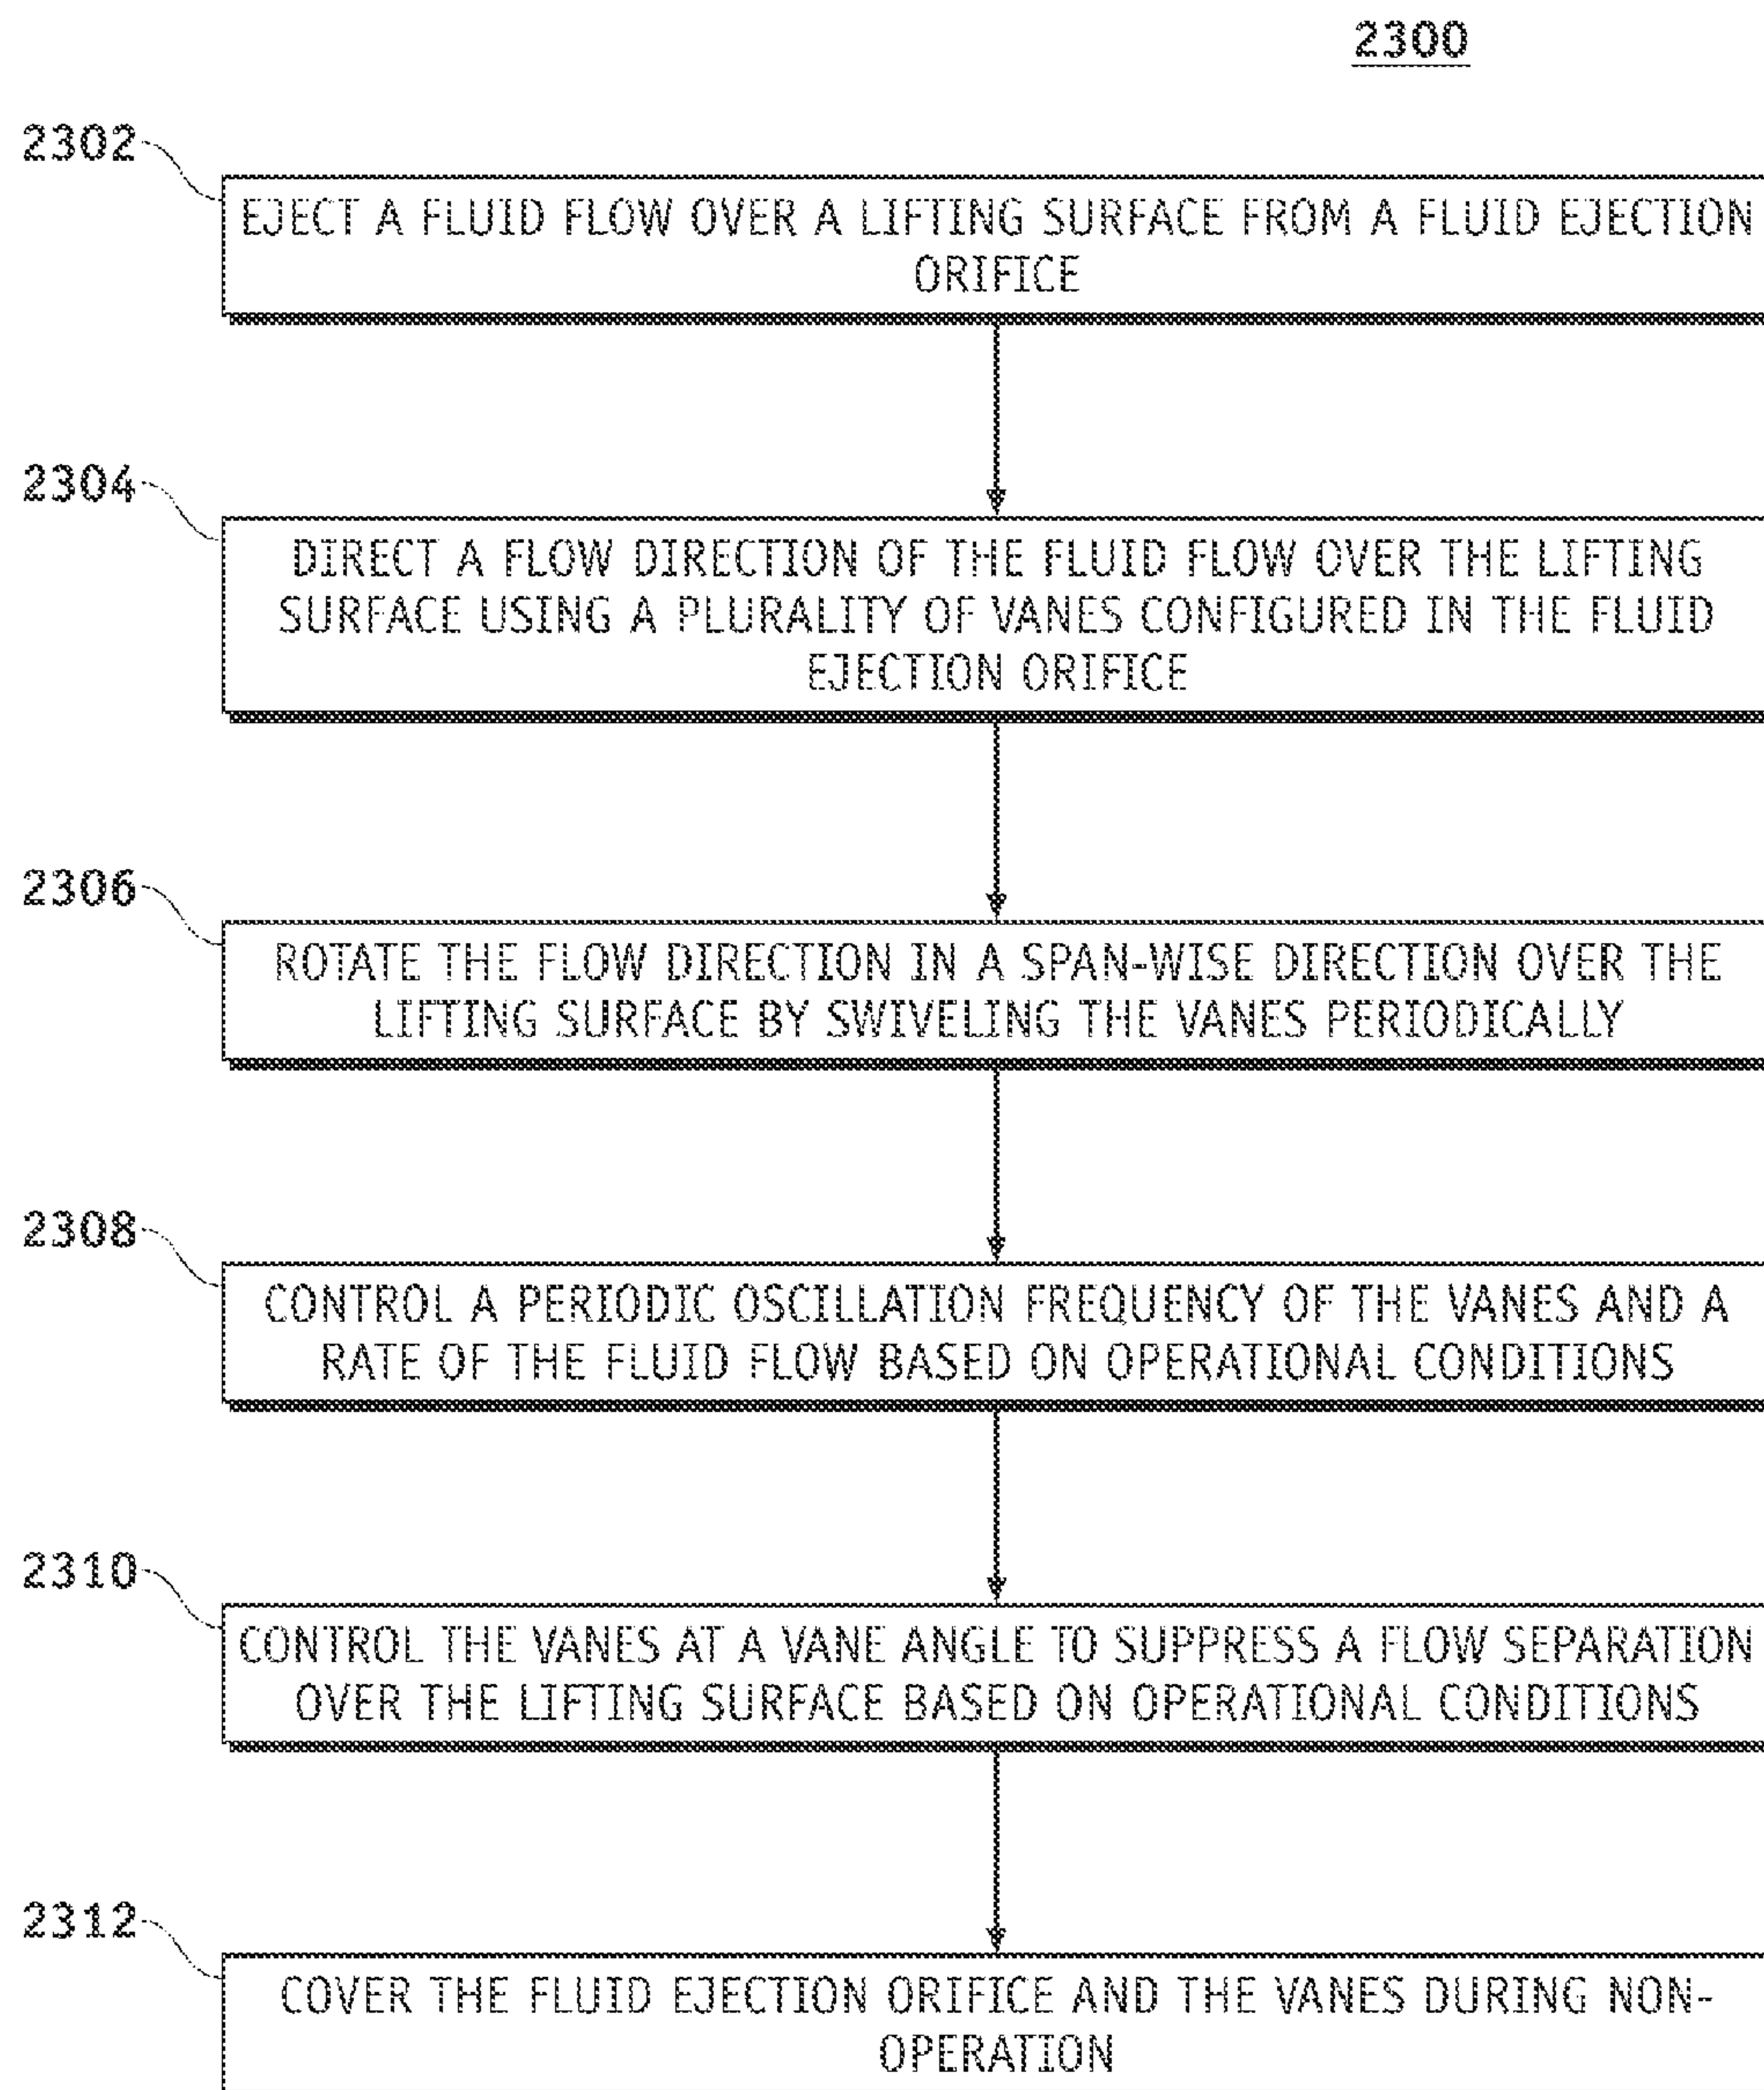 2300
2302
EJECT A FLUID FLOW OVER A LIFTING SURFACE FROM A FLUID EJECTION
ORIFICE
2304
DIRECT A FLOW DIRECTION OF THE FLUID FLOW OVER THE LIFTING
SURFACE USING A PLURALITY OF VANES CONFIGURED IN THE FLUID
EJECTION ORIFICE
2306
ROTATE THE FLOW DIRECTION IN A SPAN-WISE DIRECTION OVER THE
LIFTING SURFACE BY SWIVELING THE VANES PERIODICALLY
2308
CONTROL A PERIODIC OSCILLATION FREQUENCY OF THE VANES AND A
RATE OF THE FLUID FLOW BASED ON OPERATIONAL CONDITIONS
2310
CONTROL THE VANES AT A VANE ANGLE TO SUPPRESS A FLOW SEPARATION
OVER THE LIFTING SURFACE BASED ON OPERATIONAL CONDITIONS
2312
COVER THE FLUID EJECTION ORIFICE AND THE VANES DURING NON-
OPERATION